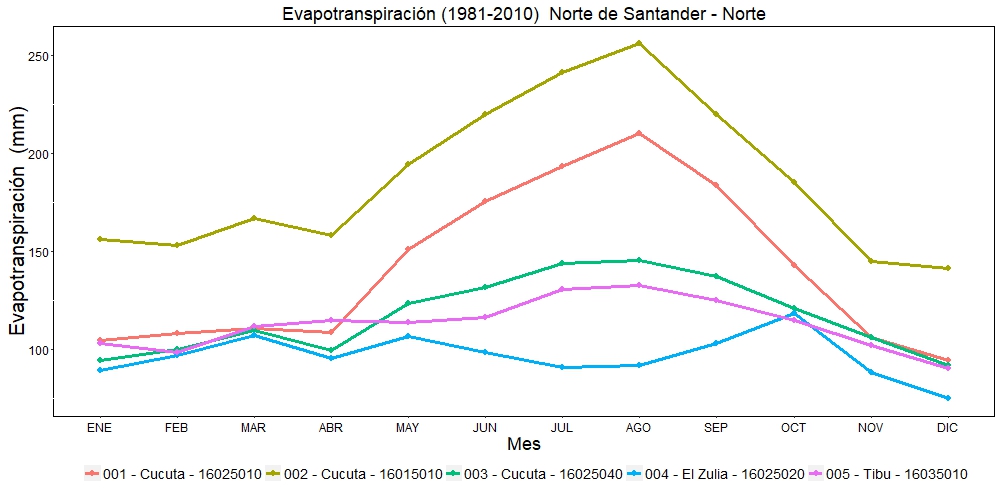 Evapotranspiración (1981-2010)  Norte de Santander - Norte
Evapotranspiración  (mm)
250
200
150
100
ENE FEB MAR ABR MAY JUN JUL AGO SEP OCT NOV DIC
Mes
001 - Cucuta - 16025010 002 - Cucuta - 16015010 003 - Cucuta - 16025040 004 - El Zulia - 16025020 005 - Tibu - 16035010